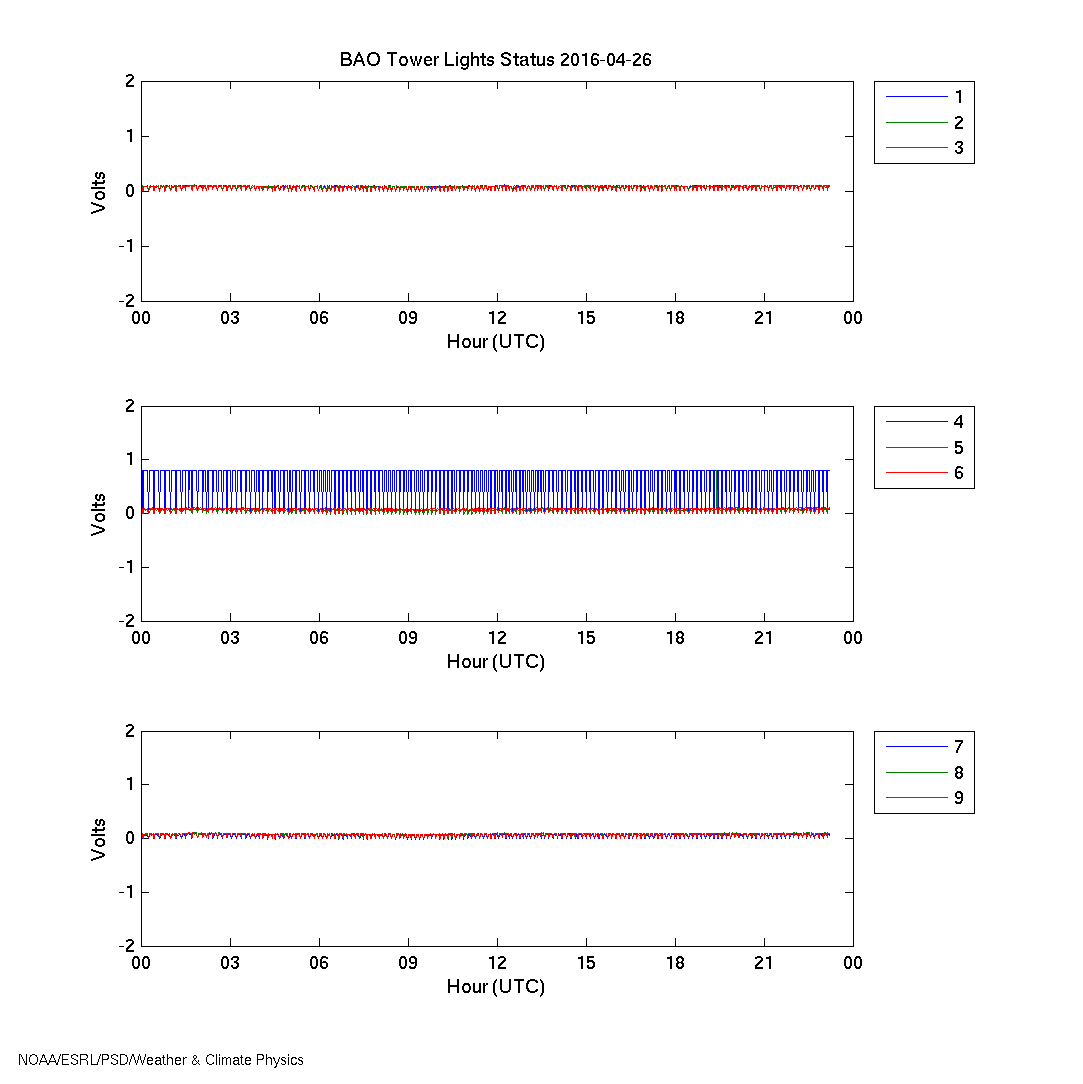 BAO Tower Lights Status 2016-04-26
2
1
0
-1
-2
Volts
00 03 06 09 12 15 18 21 00
Hour (UTC)
1
2
3
2
1
0
-1
-2
Volts
00 03 06 09 12 15 18 21 00
Hour (UTC)
4
5
6
2
1
0
-1
-2
Volts
00 03 06 09 12 15 18 21 00
Hour (UTC)
7
8
9
NOAA/ESRL/PSD/Weather & Climate Physics